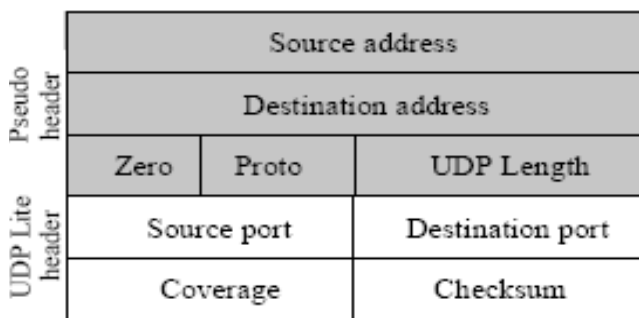 Pseudo
header
Source address
Destination address
Zero Proto UDP Length
UDP Lite
header
Source port Destination port
Coverage Checksum